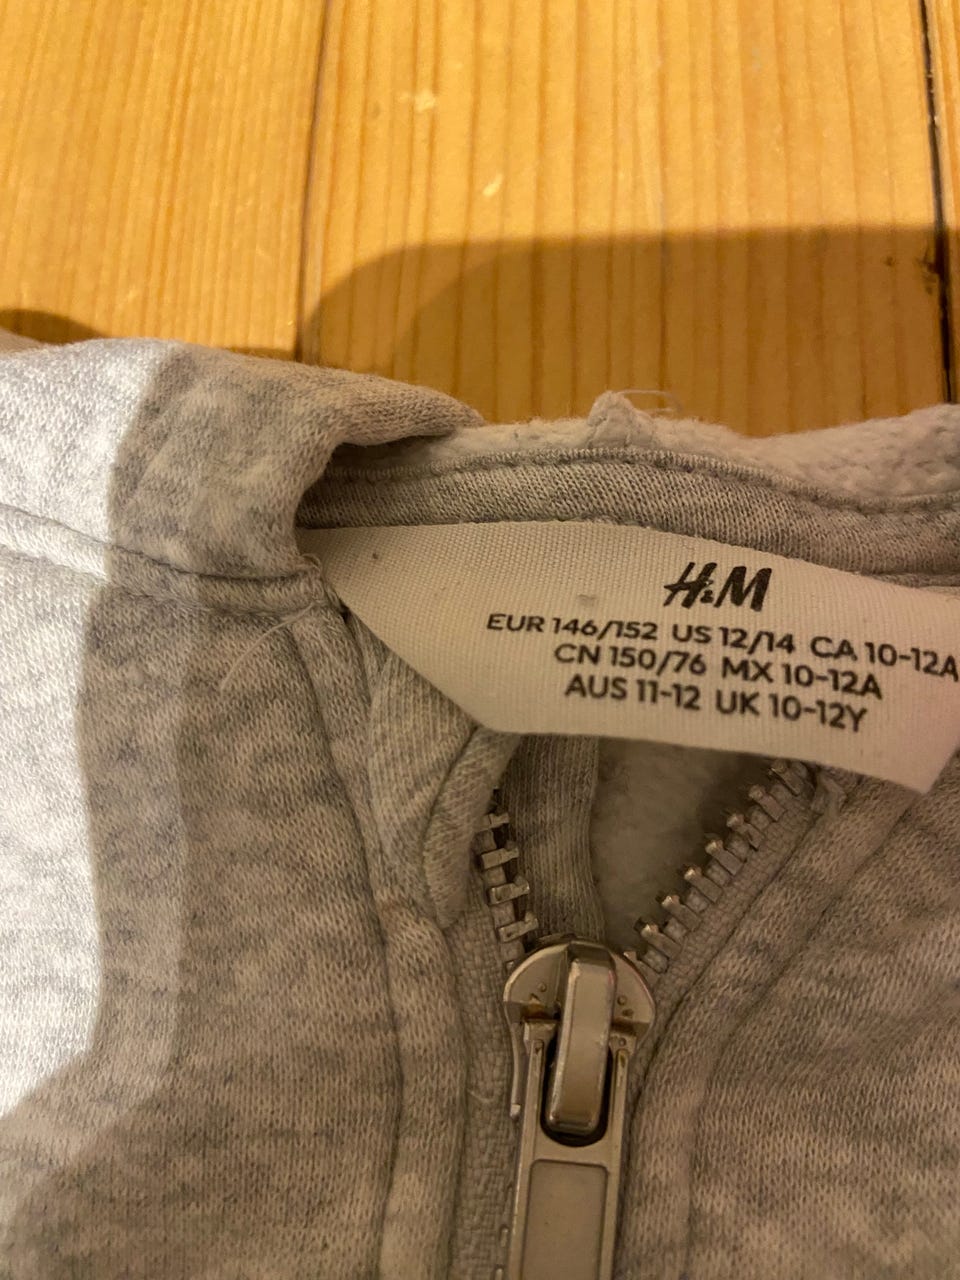 H&M
EUR 146/152 US 12/14 CA 10-12A
CN 150/76 MX 10-12A
AUS 11-12 UK 10-12Y